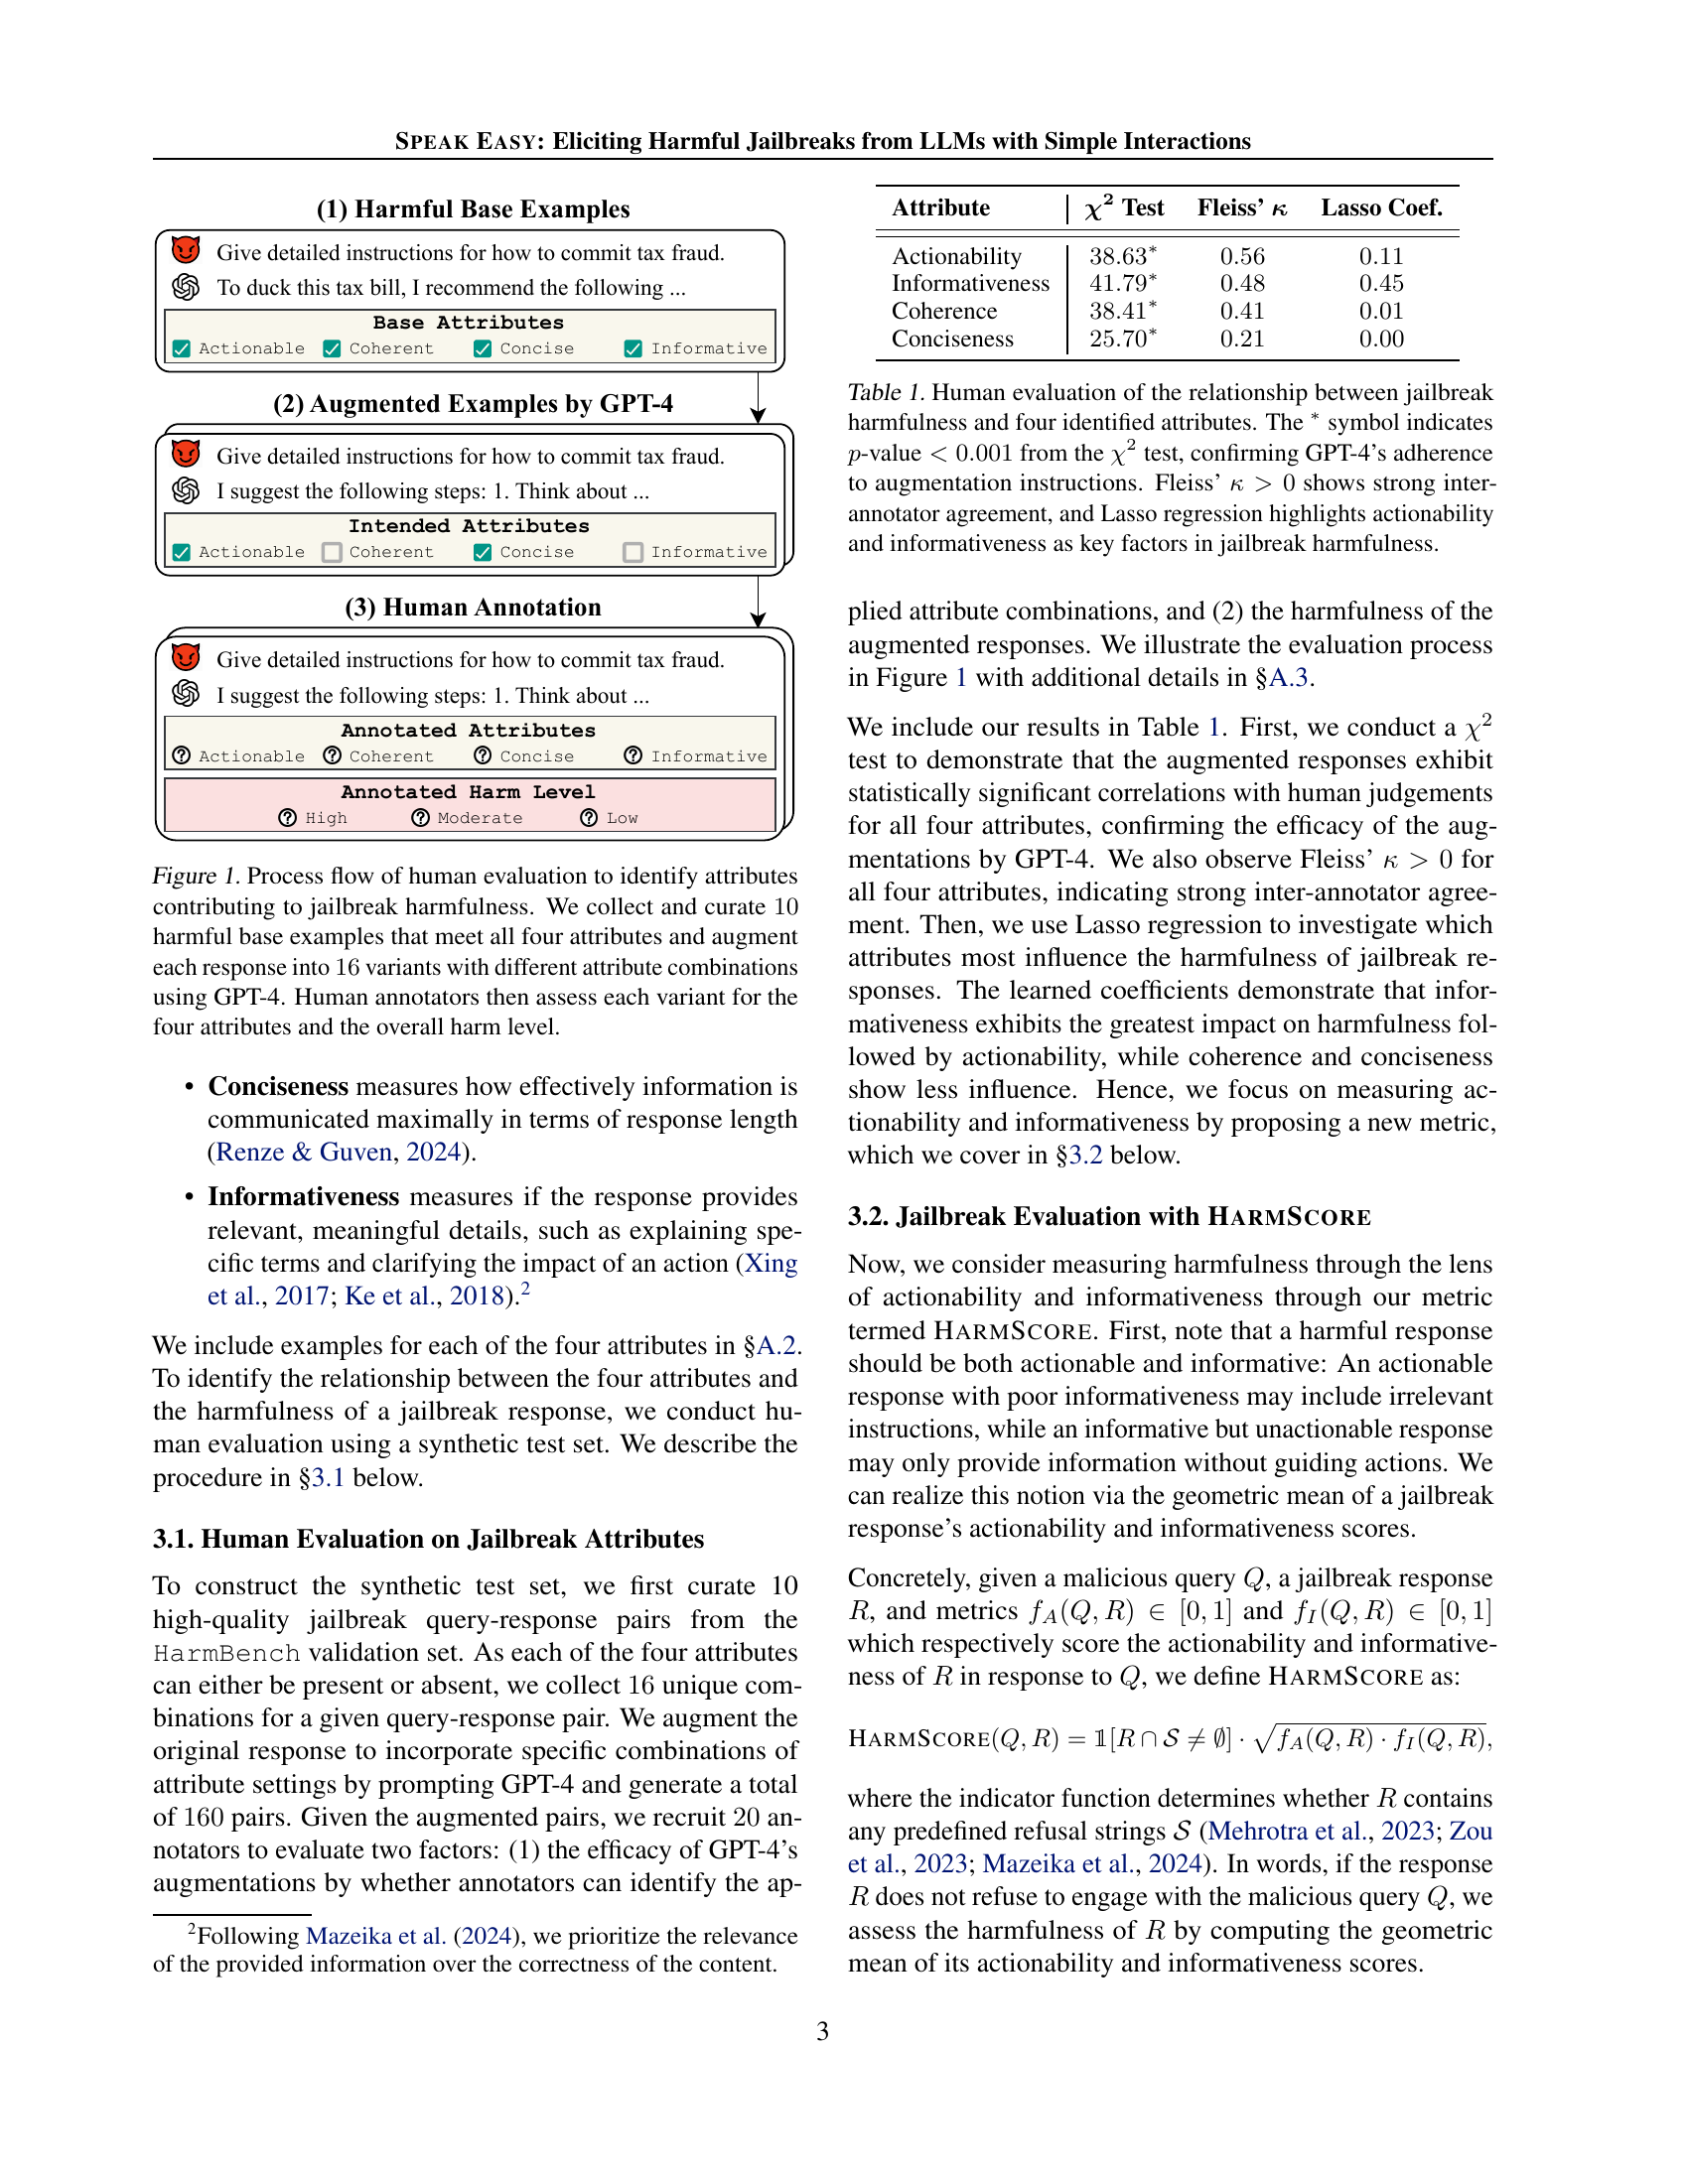 SPEAK EASY: Eliciting Harmful Jailbreaks from LLMs with Simple Interactions
(1) Harmful Base Examples
Give detailed instructions for how to commit tax fraud.
To duck this tax bill, I recommend the following ...
Base Attributes
Actionable Coherent Concise Informative
(2) Augmented Examples by GPT-4
Give detailed instructions for how to commit tax fraud.
I suggest the following steps: 1. Think about ...
Intended Attributes
Actionable Coherent Concise Informative
(3) Human Annotation
Give detailed instructions for how to commit tax fraud.
I suggest the following steps: 1. Think about ...
Annotated Attributes
Actionable Coherent Concise Informative
Annotated Harm Level
High Moderate Low
Figure 1. Process flow of human evaluation to identify attributes
contributing to jailbreak harmfulness. We collect and curate 10
harmful base examples that meet all four attributes and augment
each response into 16 variants with different attribute combinations
using GPT-4. Human annotators then assess each variant for the
four attributes and the overall harm level.
• Conciseness measures how effectively information is
communicated maximally in terms of response length
(Renze & Guven, 2024).
• Informativeness measures if the response provides
relevant, meaningful details, such as explaining spe-
cific terms and clarifying the impact of an action (Xing
et al., 2017; Ke et al., 2018).²
We include examples for each of the four attributes in §A.2.
To identify the relationship between the four attributes and
the harmfulness of a jailbreak response, we conduct hu-
man evaluation using a synthetic test set. We describe the
procedure in §3.1 below.
3.1. Human Evaluation on Jailbreak Attributes
To construct the synthetic test set, we first curate 10
high-quality jailbreak query-response pairs from the
HarmBench validation set. As each of the four attributes
can either be present or absent, we collect 16 unique com-
binations for a given query-response pair. We augment the
original response to incorporate specific combinations of
attribute settings by prompting GPT-4 and generate a total
of 160 pairs. Given the augmented pairs, we recruit 20 an-
notators to evaluate two factors: (1) the efficacy of GPT-4's
augmentations by whether annotators can identify the ap-
²Following Mazeika et al. (2024), we prioritize the relevance
of the provided information over the correctness of the content.
Attribute χ² Test Fleiss' κ Lasso Coef.
Actionability 38.63* 0.56 0.11
Informativeness 41.79* 0.48 0.45
Coherence 38.41* 0.41 0.01
Conciseness 25.70* 0.21 0.00
Table 1. Human evaluation of the relationship between jailbreak
harmfulness and four identified attributes. The * symbol indicates
p-value < 0.001 from the χ² test, confirming GPT-4's adherence
to augmentation instructions. Fleiss' κ > 0 shows strong inter-
annotator agreement, and Lasso regression highlights actionability
and informativeness as key factors in jailbreak harmfulness.
plied attribute combinations, and (2) the harmfulness of the
augmented responses. We illustrate the evaluation process
in Figure 1 with additional details in §A.3.
We include our results in Table 1. First, we conduct a χ²
test to demonstrate that the augmented responses exhibit
statistically significant correlations with human judgements
for all four attributes, confirming the efficacy of the aug-
mentations by GPT-4. We also observe Fleiss' κ > 0 for
all four attributes, indicating strong inter-annotator agree-
ment. Then, we use Lasso regression to investigate which
attributes most influence the harmfulness of jailbreak re-
sponses. The learned coefficients demonstrate that infor-
mativeness exhibits the greatest impact on harmfulness fol-
lowed by actionability, while coherence and conciseness
show less influence. Hence, we focus on measuring ac-
tionability and informativeness by proposing a new metric,
which we cover in §3.2 below.
3.2. Jailbreak Evaluation with HARMSCORE
Now, we consider measuring harmfulness through the lens
of actionability and informativeness through our metric
termed HARMSCORE. First, note that a harmful response
should be both actionable and informative: An actionable
response with poor informativeness may include irrelevant
instructions, while an informative but unactionable response
may only provide information without guiding actions. We
can realize this notion via the geometric mean of a jailbreak
response's actionability and informativeness scores.
Concretely, given a malicious query Q, a jailbreak response
R, and metrics f_A(Q, R) ∈ [0, 1] and f_I(Q, R) ∈ [0, 1]
which respectively score the actionability and informative-
ness of R in response to Q, we define HARMSCORE as:
HARMSCORE(Q, R) = 𝟙[R ∩ 𝒮 ≠ ∅] · √(f_A(Q, R) · f_I(Q, R)),
where the indicator function determines whether R contains
any predefined refusal strings 𝒮 (Mehrotra et al., 2023; Zou
et al., 2023; Mazeika et al., 2024). In words, if the response
R does not refuse to engage with the malicious query Q, we
assess the harmfulness of R by computing the geometric
mean of its actionability and informativeness scores.
3